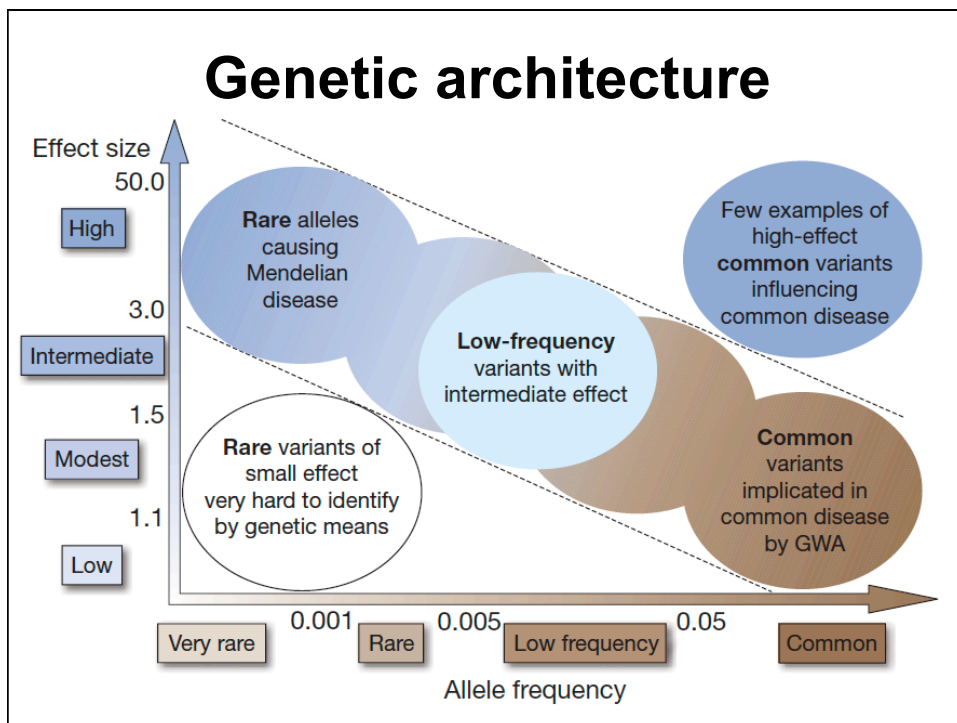 Genetic architecture
Effect size
50.0
High
3.0
Intermediate
1.5
Modest
1.1
Low
Rare alleles
causing
Mendelian
disease
Few examples of
high-effect
common variants
influencing
common disease
Low-frequency
variants with
intermediate effect
Rare variants of
small effect
very hard to identify
by genetic means
Common
variants
implicated in
common disease
by GWA
0.001
0.005
0.05
Very rare
Rare
Low frequency
Common
Allele frequency